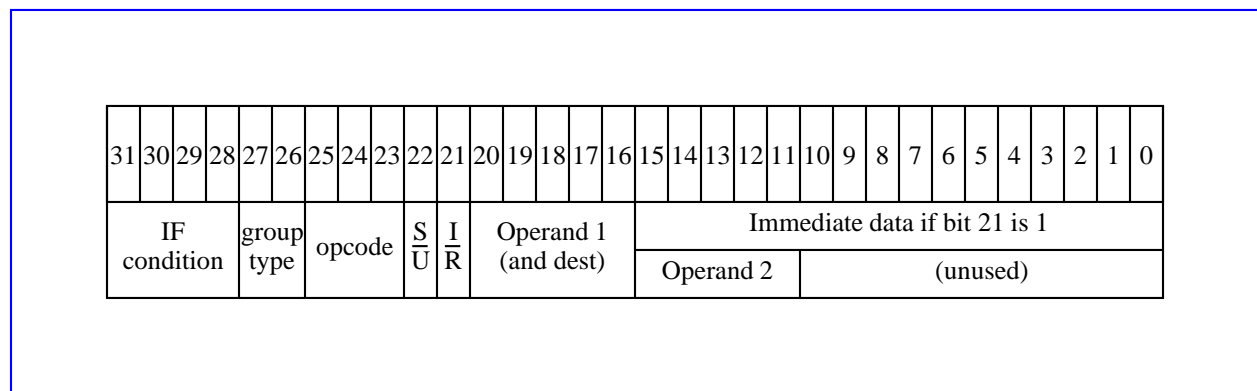 31 30 29 28 27 26 25 24 23 22 21 20 19 18 17 16 15 14 13 12 11 10 9 8 7 6 5 4 3 2 1 0
IF
condition
group
type
opcode
S
U
I
R
Operand 1
(and dest)
Immediate data if bit 21 is 1
Operand 2
(unused)